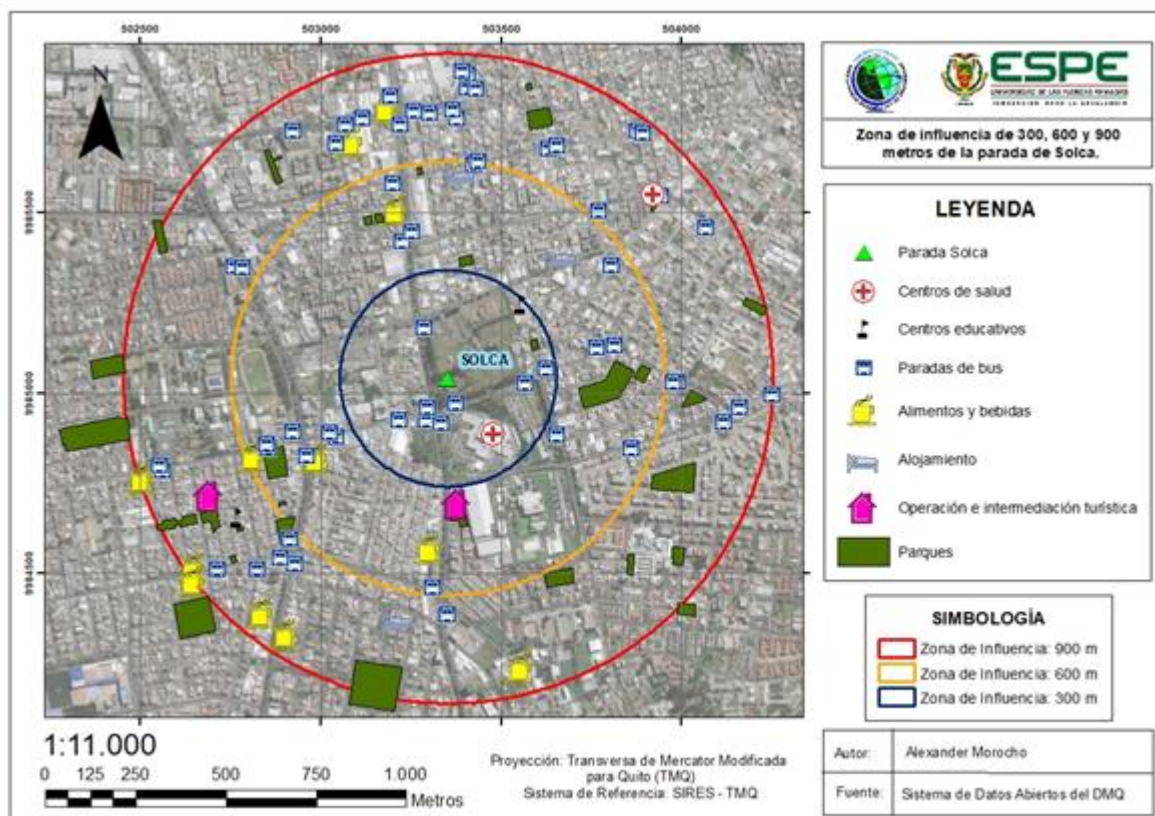 502500
503000
503500
504000
9985500
9985000
9984500
N
SOLCA
ESPE
UNIVERSIDAD DE LAS FUERZAS ARMADAS
INNOVACIÓN PARA LA EXCELENCIA
Zona de influencia de 300, 600 y 900
metros de la parada de Solca.
LEYENDA
Parada Solca
Centros de salud
Centros educativos
Paradas de bus
Alimentos y bebidas
Alojamiento
Operación e intermediación turística
Parques
SIMBOLOGÍA
Zona de Influencia: 900 m
Zona de Influencia: 600 m
Zona de Influencia: 300 m
1:11.000
0 125 250 500 750 1.000
Metros
Proyección: Transversa de Mercator Modificada
para Quito (TMQ)
Sistema de Referencia: SIRES - TMQ
Autor: Alexander Morocho
Fuente: Sistema de Datos Abiertos del DMQ